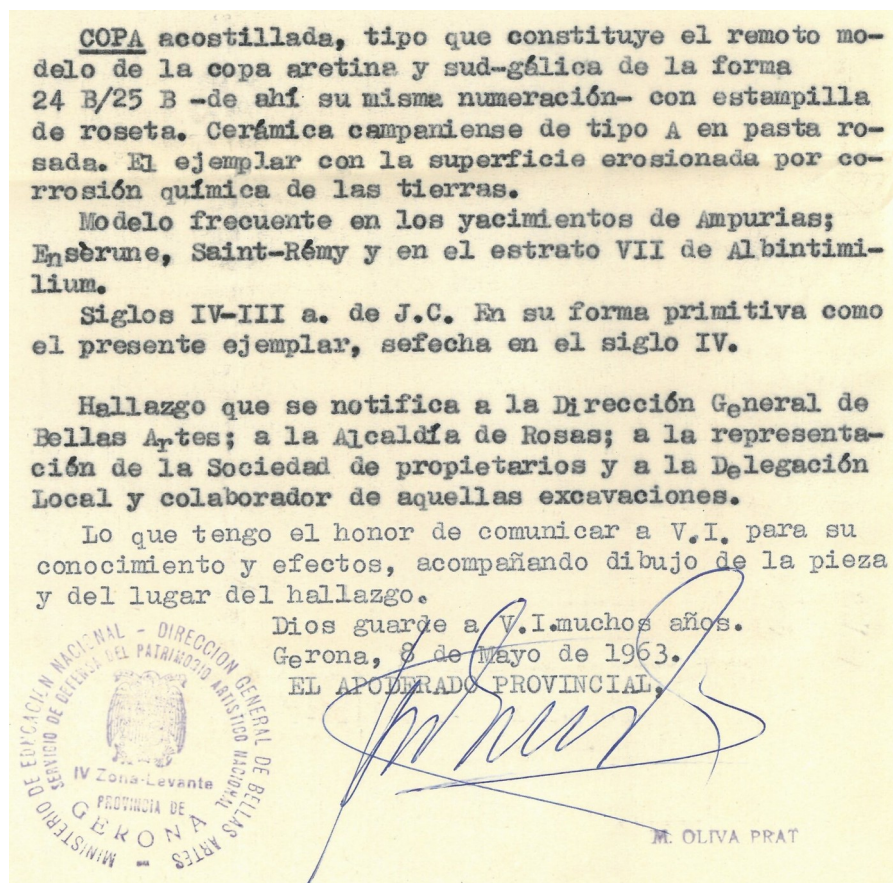 COPA acostillada, tipo que constituye el remoto mo-
delo de la copa aretina y sud-gálica de la forma
24 B/25 B -de ahí su misma numeración- con estampilla
de roseta. Cerámica campaniense de tipo A en pasta ro-
sada. El ejemplar con la superficie erosionada por co-
rrosión química de las tierras.
Modelo frecuente en los yacimientos de Ampurias;
Ensèrune, Saint-Rémy y en el estrato VII de Albintimi-
lium.
Siglos IV-III a. de J.C. En su forma primitiva como
el presente ejemplar, sefecha en el siglo IV.
Hallazgo que se notifica a la Dirección General de
Bellas Artes; a la Alcaldía de Rosas; a la representa-
ción de la Sociedad de propietarios y a la Delegación
Local y colaborador de aquellas excavaciones.
Lo que tengo el honor de comunicar a V.I. para su
conocimiento y efectos, acompañando dibujo de la pieza
y del lugar del hallazgo.
Dios guarde a V.I.muchos años.
Gerona, 8 de Mayo de 1963.
EL APODERADO PROVINCIAL,
MINISTERIO DE EDUCACION NACIONAL - DIRECCION GENERAL DE BELLAS ARTES -
SERVICIO DE DEFENSA DEL PATRIMONIO ARTISTICO NACIONAL
IV Zona-Levante
PROVINCIA DE
GERONA
M. OLIVA PRAT